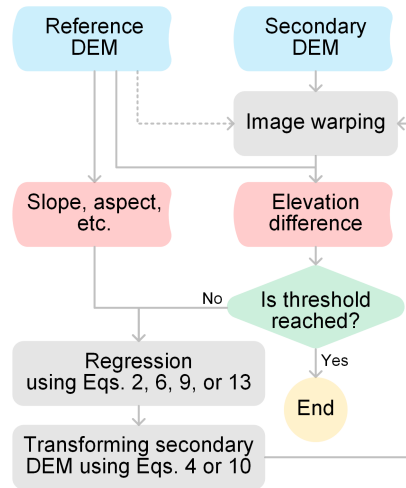 Reference
DEM
Secondary
DEM
Image warping
Slope, aspect,
etc.
Elevation
difference
No
Is threshold
reached?
Yes
Regression
using Eqs. 2, 6, 9, or 13
End
Transforming secondary
DEM using Eqs. 4 or 10